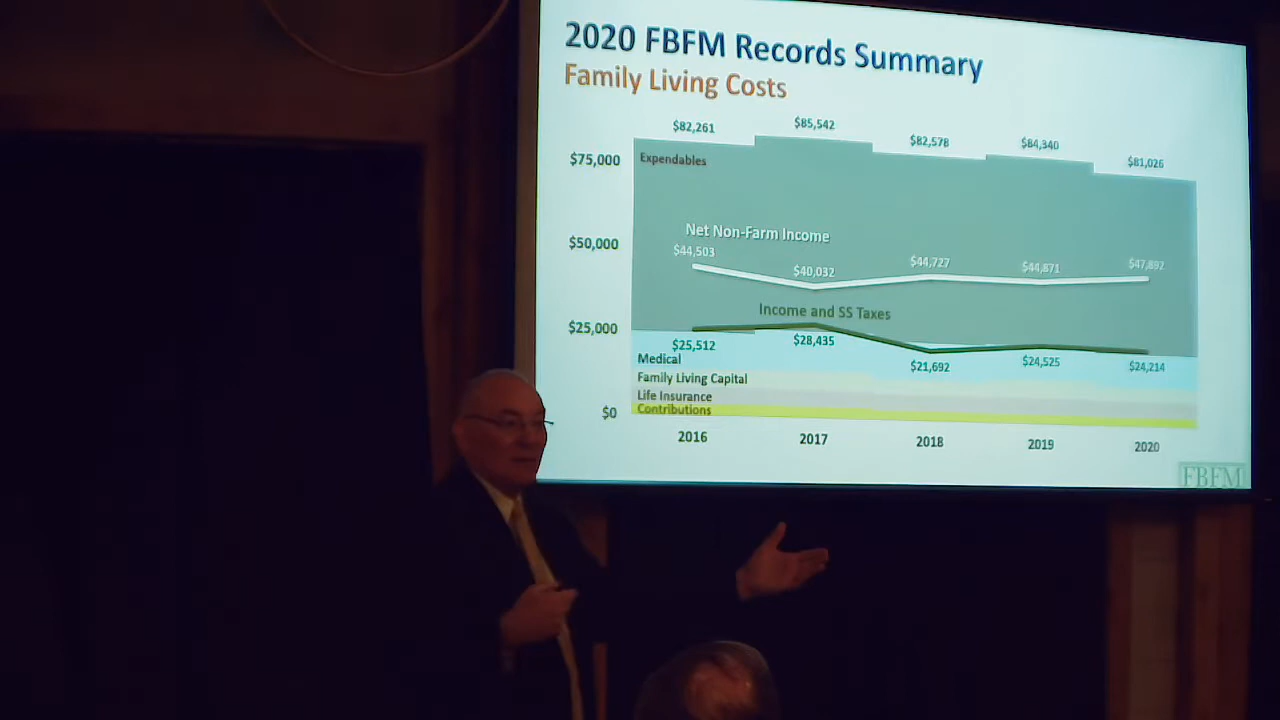 2020 FBFM Records Summary
Family Living Costs
$82,261 $85,542 $82,578 $84,340 $81,026
$75,000 Expendables
Net Non-Farm Income
$50,000 $44,503 $40,032 $44,727 $44,871 $47,892
Income and SS Taxes
$25,000
$25,512 $28,435 $21,692 $24,525 $24,214
Medical
Family Living Capital
Life Insurance
$0 Contributions
2016 2017 2018 2019 2020
FBFM